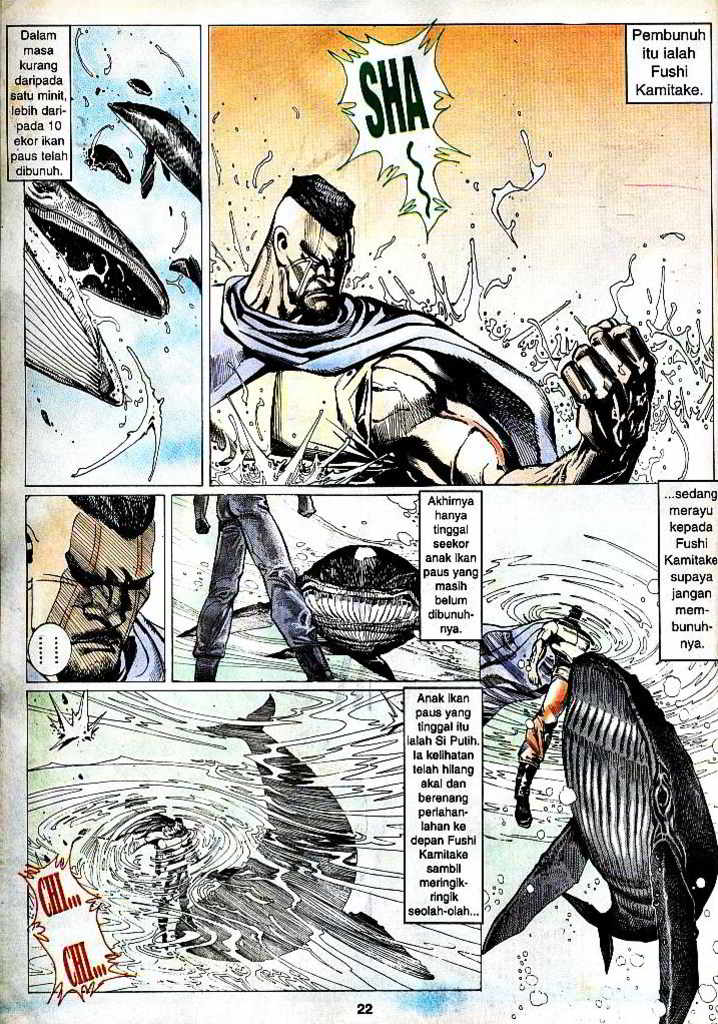 Dalam
masa
kurang
daripada
satu minit,
lebih dari-
pada 10
ekor ikan
paus telah
dibunuh.
SHA
Pembunuh
itu ialah
Fushi
Kamitake.
Akhirnya
hanya
tinggal
seekor
anak ikan
paus yang
masih
belum
dibunuh-
nya.
Anak ikan
paus yang
tinggal itu
ialah Si Putih.
Ia kelihatan
telah hilang
akal dan
berenang
perlahan-
lahan ke
depan Fushi
Kamitake
sambil
meringik-
ringik
seolah-olah...
CHI...
CHI...
...sedang
merayu
kepada
Fushi
Kamitake
supaya
jangan
mem-
bunuh-
nya.
22